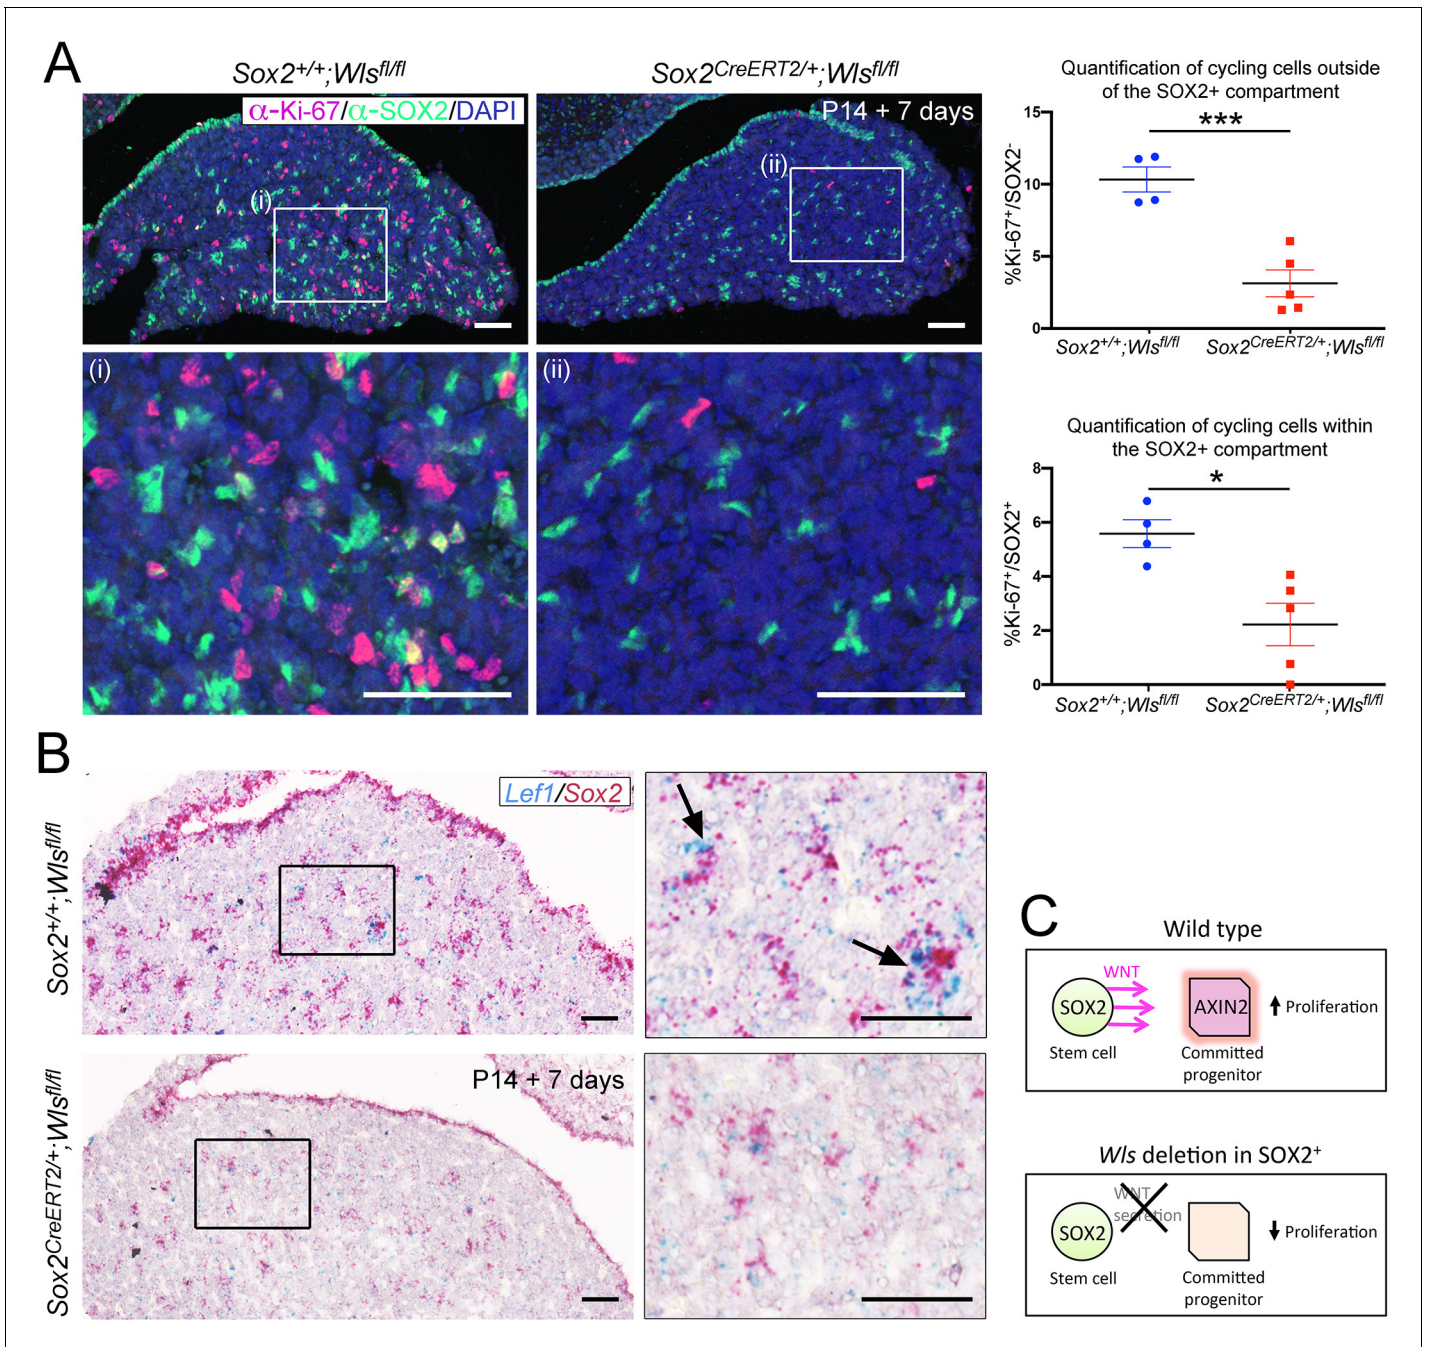 A
Sox2+/+;Wlsfl/fl
Sox2CreERT2/+;Wlsfl/fl
α-Ki-67/α-SOX2/DAPI
P14 + 7 days
(i)
(ii)
(i)
(ii)
Quantification of cycling cells outside
of the SOX2+ compartment
%Ki-67+/SOX2-
15
10
5
0
***
Sox2+/+;Wlsfl/fl
Sox2CreERT2/+;Wlsfl/fl
Quantification of cycling cells within
the SOX2+ compartment
%Ki-67+/SOX2+
8
6
4
2
0
*
Sox2+/+;Wlsfl/fl
Sox2CreERT2/+;Wlsfl/fl
B
Sox2+/+;Wlsfl/fl
Lef1/Sox2
Sox2CreERT2/+;Wlsfl/fl
P14 + 7 days
C
Wild type
WNT
SOX2
AXIN2
Proliferation
Stem cell
Committed
progenitor
Wls deletion in SOX2+
WNT
secretion
SOX2
Proliferation
Stem cell
Committed
progenitor